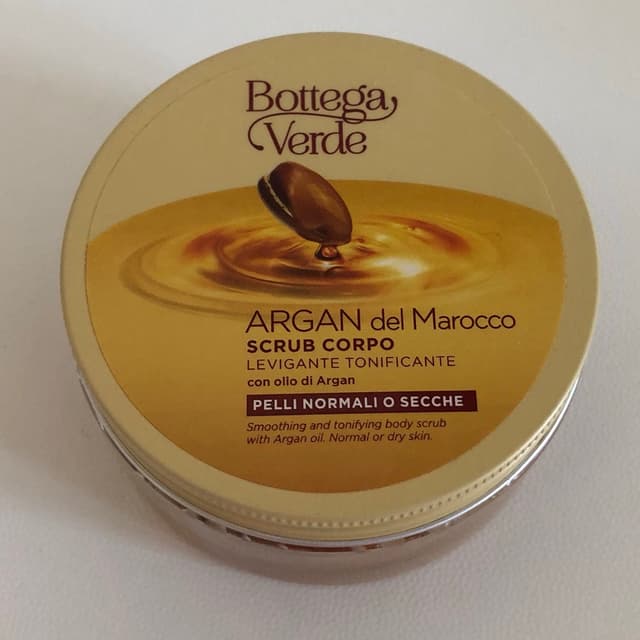 Bottega
Verde
ARGAN del Marocco
SCRUB CORPO
LEVIGANTE TONIFICANTE
con olio di Argan
PELLI NORMALI O SECCHE
Smoothing and tonifying body scrub
with Argan oil. Normal or dry skin.